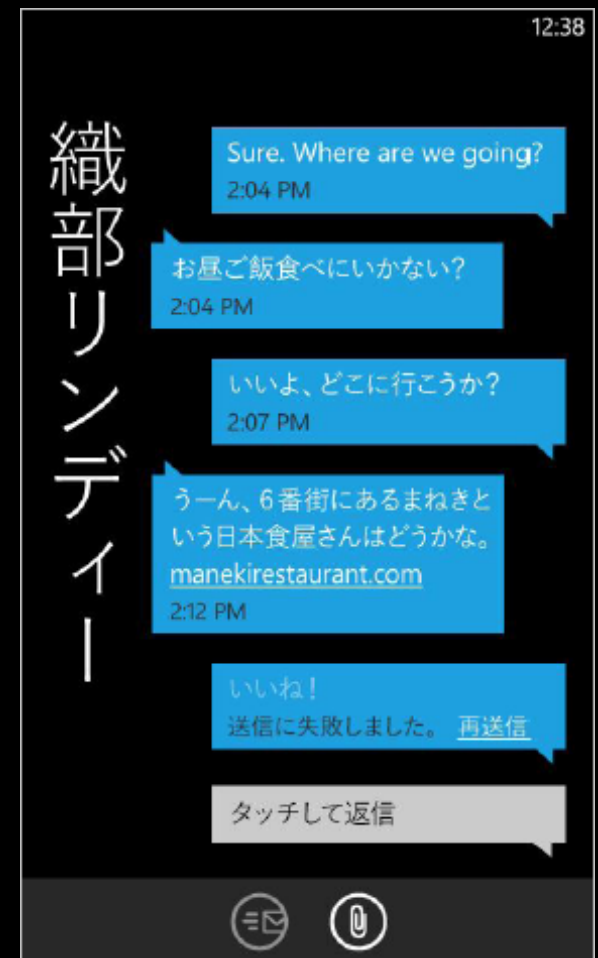 12:38
織部リンディー
Sure. Where are we going?
2:04 PM
お昼ご飯食べにいかない?
2:04 PM
いいよ、どこに行こうか?
2:07 PM
うーん、6番街にあるまねきと
いう日本食屋さんはどうかな。
manekirestaurant.com
2:12 PM
いいね!
送信に失敗しました。 再送信
タッチして返信